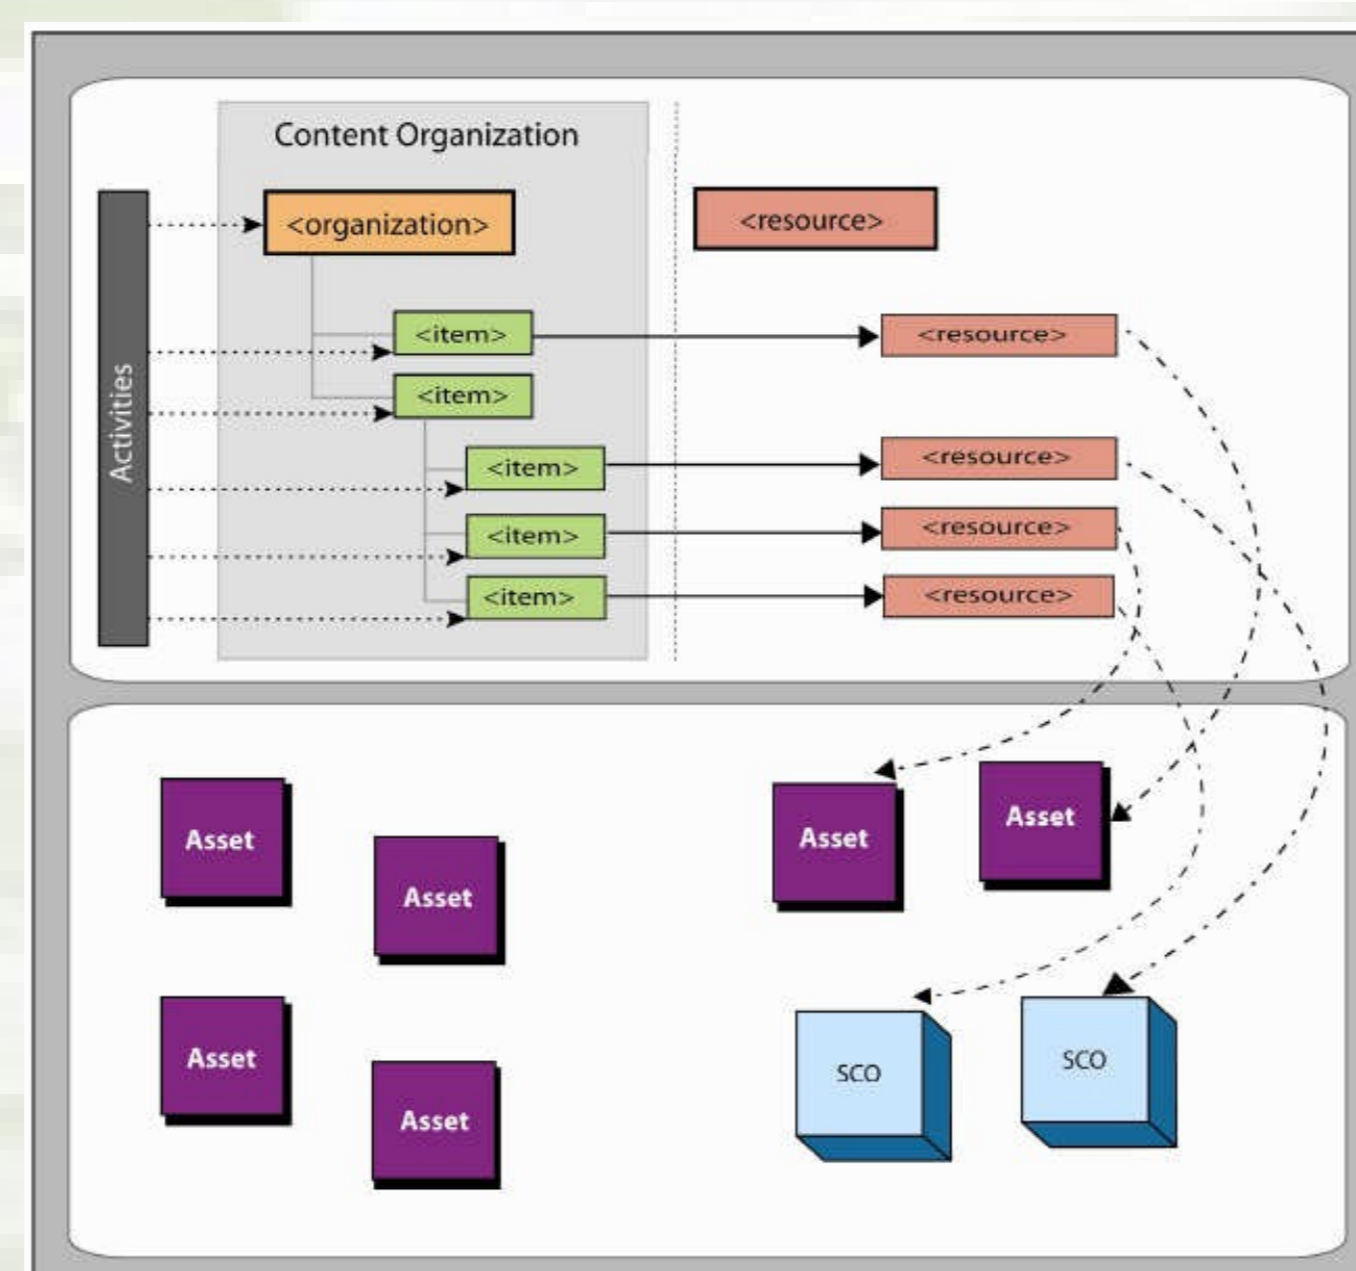 Content Organization
<organization>
<resource>
Activities
<item>
<resource>
<item>
<item>
<resource>
<item>
<resource>
<item>
<resource>
Asset
Asset
Asset
Asset
Asset
Asset
SCO
SCO